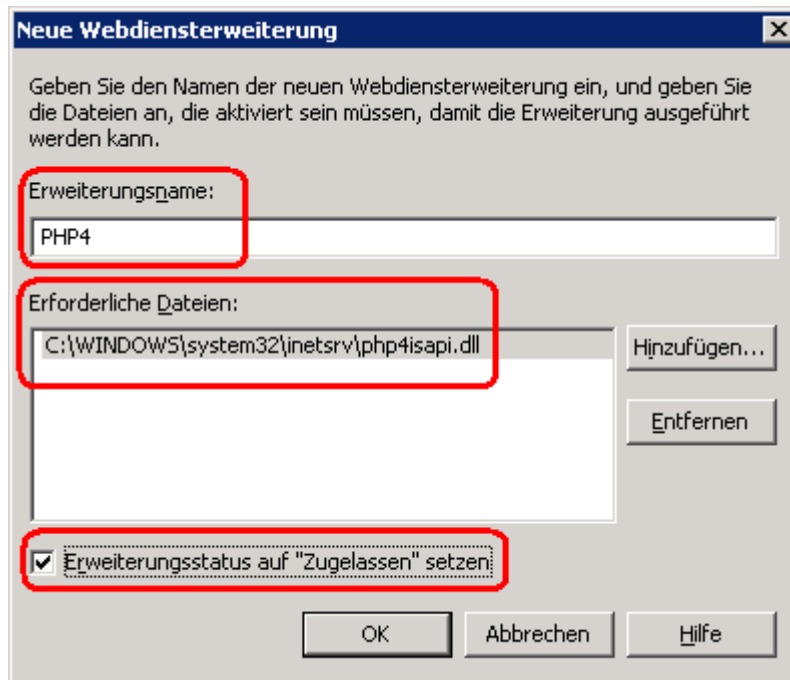 Neue Webdiensterweiterung
Geben Sie den Namen der neuen Webdiensterweiterung ein, und geben Sie
die Dateien an, die aktiviert sein müssen, damit die Erweiterung ausgeführt
werden kann.
Erweiterungsname:
PHP4
Erforderliche Dateien:
C:\WINDOWS\system32\inetsrv\php4isapi.dll
Hinzufügen...
Entfernen
Erweiterungsstatus auf "Zugelassen" setzen
OK
Abbrechen
Hilfe